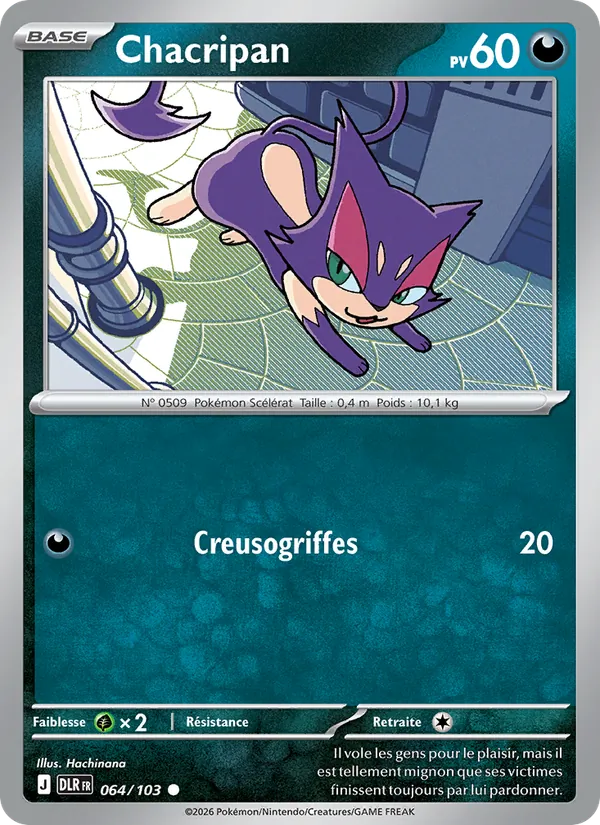 BASE
Chacripan
PV 60
N° 0509 Pokémon Scélérat Taille : 0,4 m Poids : 10,1 kg
Creusogriffes 20
Faiblesse × 2 Résistance Retraite
Illus. Hachinana
Il vole les gens pour le plaisir, mais il
est tellement mignon que ses victimes
finissent toujours par lui pardonner.
J DLR FR 064/103
©2026 Pokémon/Nintendo/Creatures/GAME FREAK